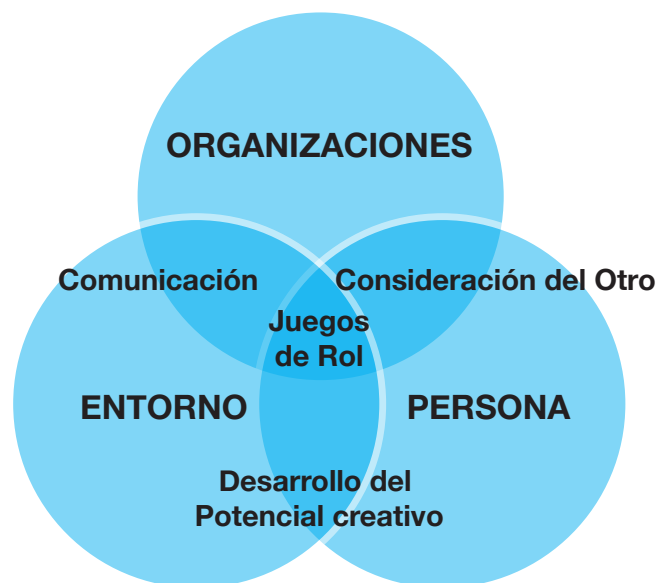 ORGANIZACIONES
Comunicación
Consideración del Otro
Juegos
de Rol
ENTORNO
PERSONA
Desarrollo del
Potencial creativo